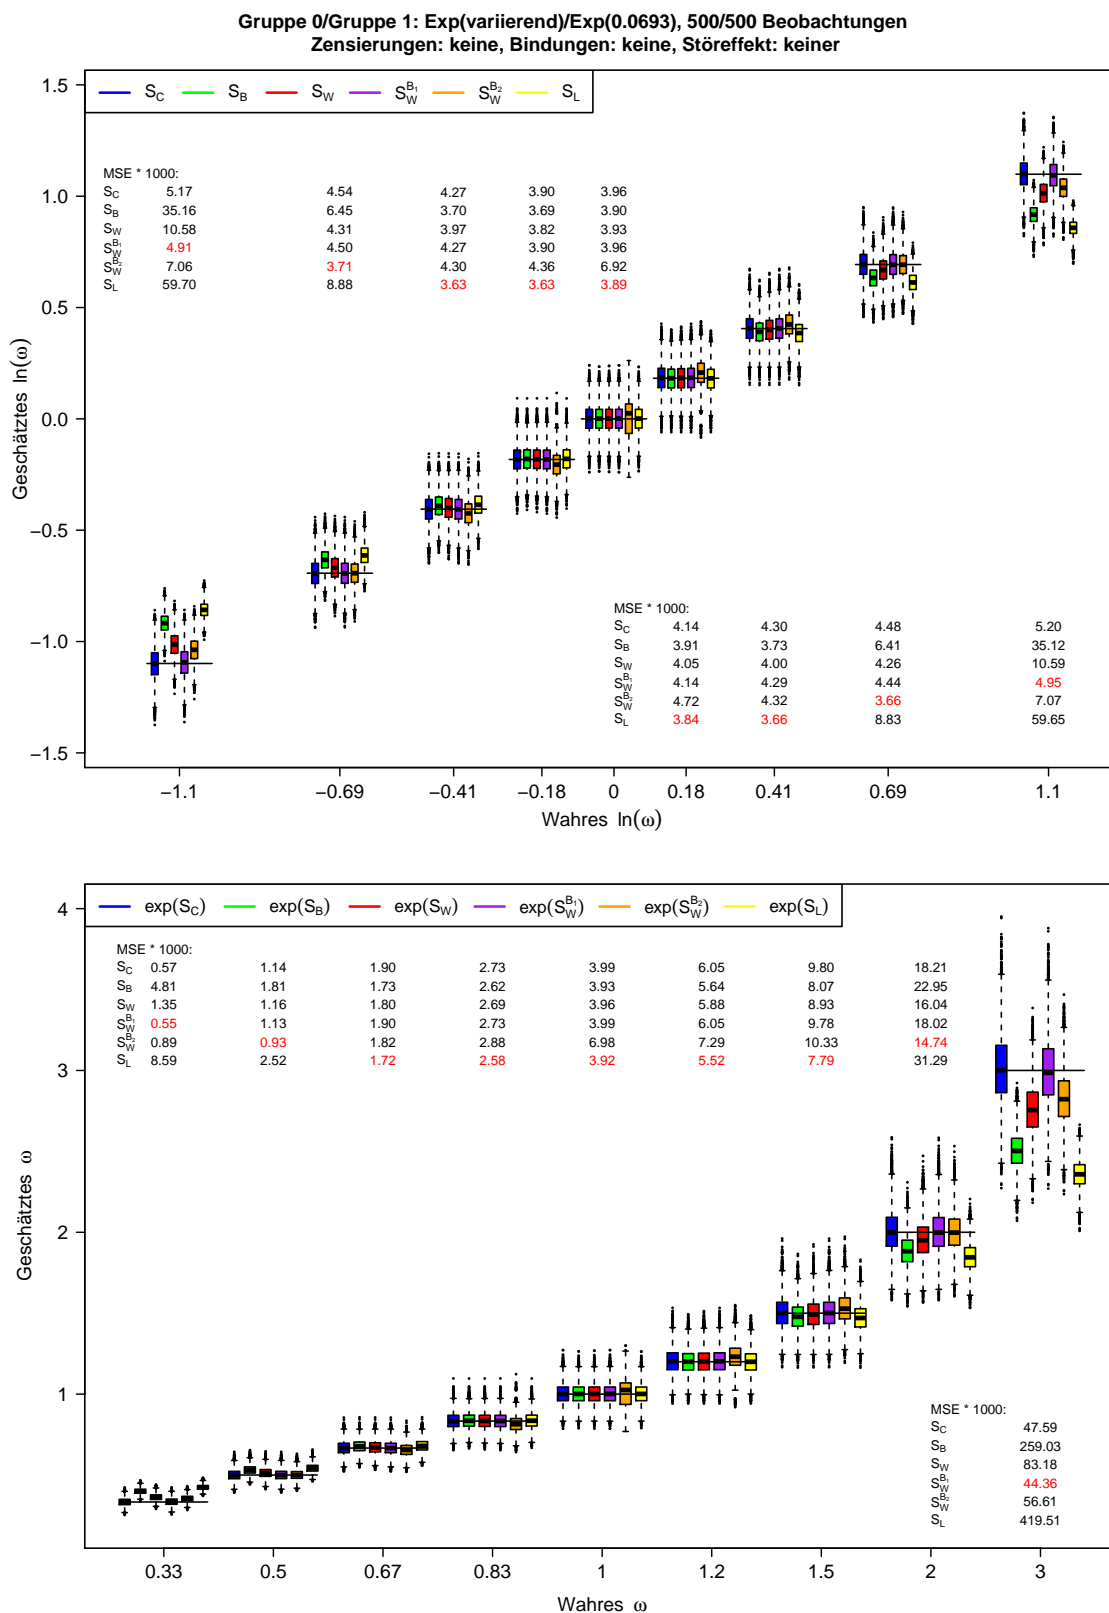 Gruppe 0/Gruppe 1: Exp(variierend)/Exp(0.0693), 500/500 Beobachtungen
Zensierungen: keine, Bindungen: keine, Störeffekt: keiner
S_C S_B S_W S_W^{B_1} S_W^{B_2} S_L
MSE * 1000:
S_C 5.17 4.54 4.27 3.90 3.96
S_B 35.16 6.45 3.70 3.69 3.90
S_W 10.58 4.31 3.97 3.82 3.93
S_W^{B_1} 4.91 4.50 4.27 3.90 3.96
S_W^{B_2} 7.06 3.71 4.30 4.36 6.92
S_L 59.70 8.88 3.63 3.63 3.89
1.5
1.0
0.5
0.0
−0.5
−1.0
−1.5
Geschätztes ln(ω)
MSE * 1000:
S_C 4.14 4.30 4.48 5.20
S_B 3.91 3.73 6.41 35.12
S_W 4.05 4.00 4.26 10.59
S_W^{B_1} 4.14 4.29 4.44 4.95
S_W^{B_2} 4.72 4.32 3.66 7.07
S_L 3.84 3.66 8.83 59.65
−1.1 −0.69 −0.41 −0.18 0 0.18 0.41 0.69 1.1
Wahres ln(ω)
exp(S_C) exp(S_B) exp(S_W) exp(S_W^{B_1}) exp(S_W^{B_2}) exp(S_L)
MSE * 1000:
S_C 0.57 1.14 1.90 2.73 3.99 6.05 9.80 18.21
S_B 4.81 1.81 1.73 2.62 3.93 5.64 8.07 22.95
S_W 1.35 1.16 1.80 2.69 3.96 5.88 8.93 16.04
S_W^{B_1} 0.55 1.13 1.90 2.73 3.99 6.05 9.78 18.02
S_W^{B_2} 0.89 0.93 1.82 2.88 6.98 7.29 10.33 14.74
S_L 8.59 2.52 1.72 2.58 3.92 5.52 7.79 31.29
4
3
2
1
Geschätztes ω
MSE * 1000:
S_C 47.59
S_B 259.03
S_W 83.18
S_W^{B_1} 44.36
S_W^{B_2} 56.61
S_L 419.51
0.33 0.5 0.67 0.83 1 1.2 1.5 2 3
Wahres ω